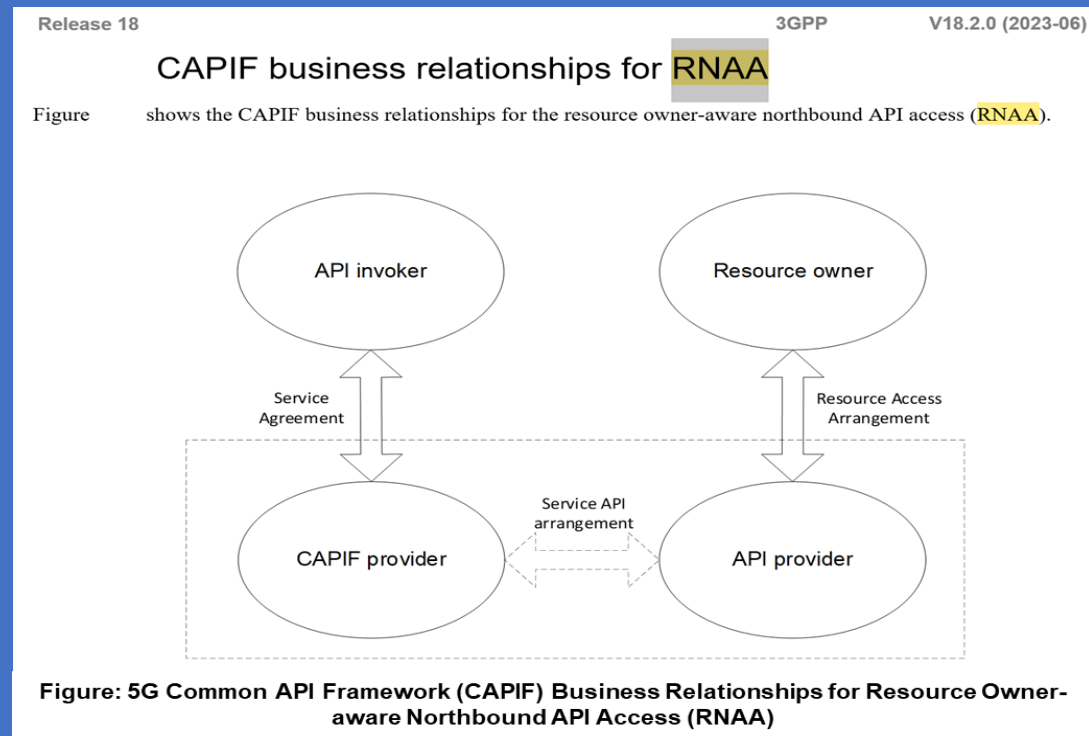 Release 18 3GPP V18.2.0 (2023-06)
CAPIF business relationships for RNAA
Figure shows the CAPIF business relationships for the resource owner-aware northbound API access (RNAA).
API invoker
Resource owner
Service
Agreement
Resource Access
Arrangement
Service API
arrangement
CAPIF provider
API provider
Figure: 5G Common API Framework (CAPIF) Business Relationships for Resource Owner-
aware Northbound API Access (RNAA)